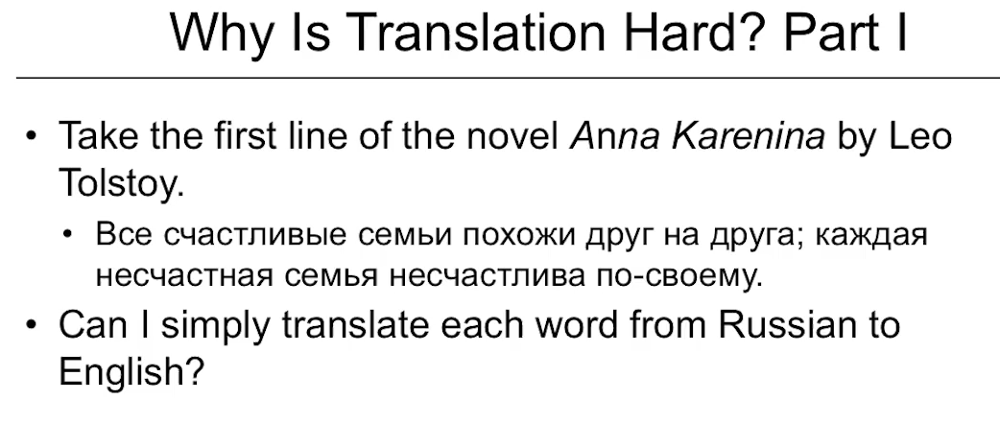 Why Is Translation Hard? Part I
• Take the first line of the novel Anna Karenina by Leo
Tolstoy.
• Все счастливые семьи похожи друг на друга; каждая
несчастная семья несчастлива по-своему.
• Can I simply translate each word from Russian to
English?